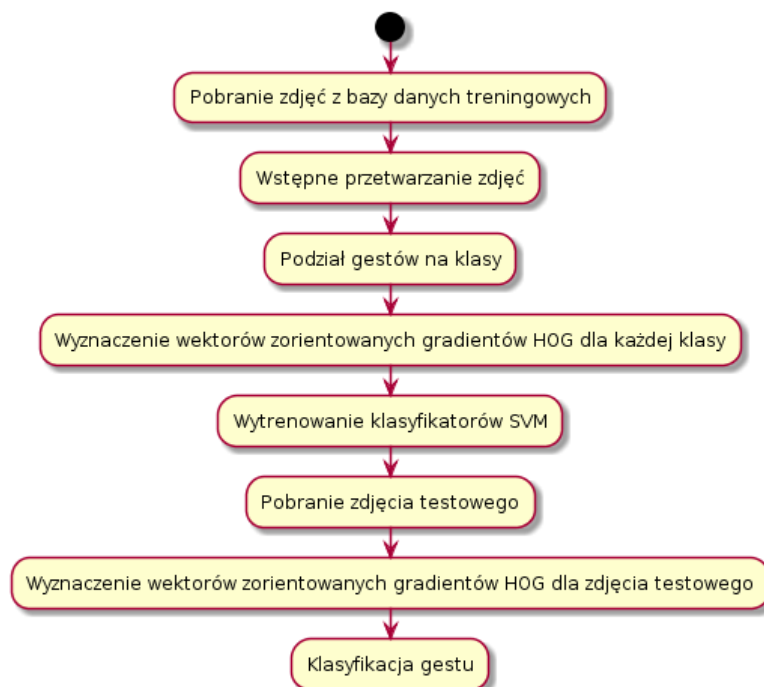 Pobranie zdjęć z bazy danych treningowych
Wstępne przetwarzanie zdjęć
Podział gestów na klasy
Wyznaczenie wektorów zorientowanych gradientów HOG dla każdej klasy
Wytrenowanie klasyfikatorów SVM
Pobranie zdjęcia testowego
Wyznaczenie wektorów zorientowanych gradientów HOG dla zdjęcia testowego
Klasyfikacja gestu